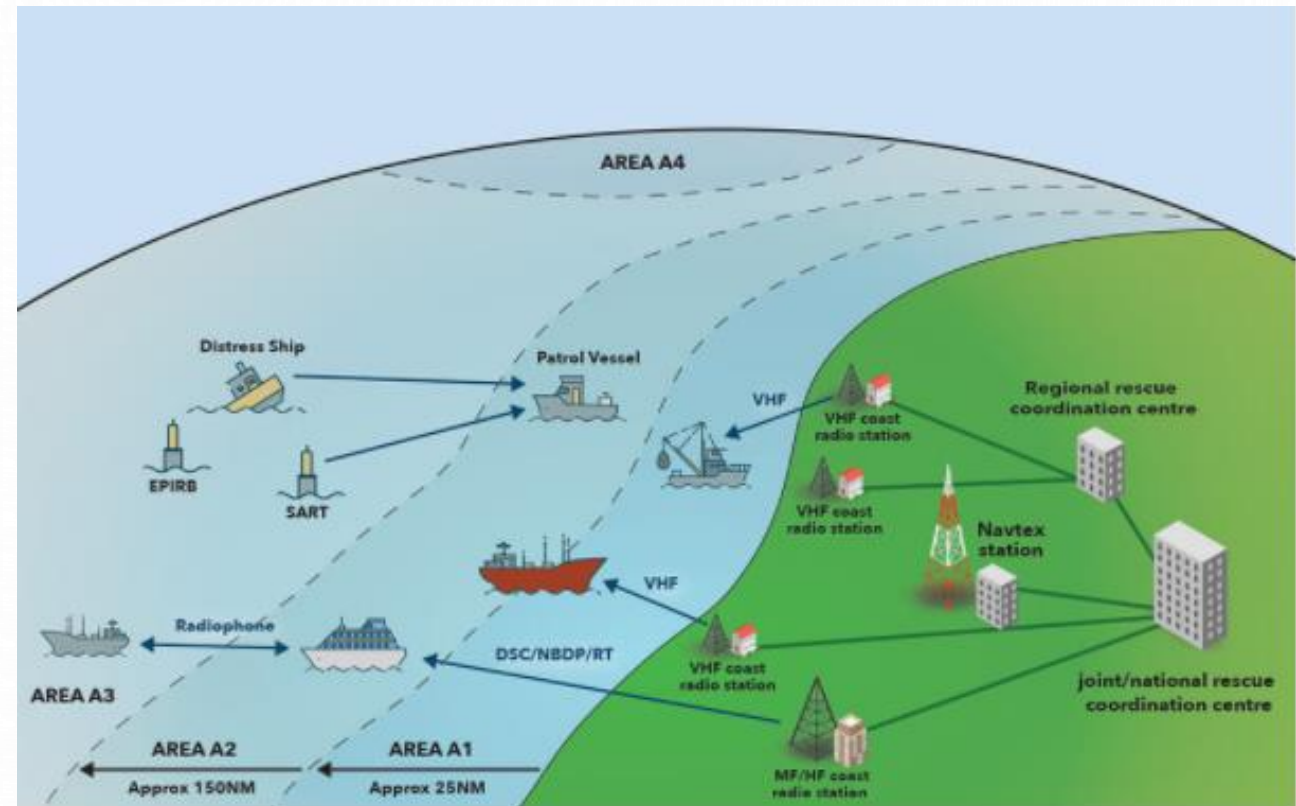 AREA A4
Distress Ship
Patrol Vessel
EPIRB
SART
VHF
VHF coast
radio station
Regional rescue
coordination centre
VHF coast
radio station
Navtex
station
VHF
Radiophone
DSC/NBDP/RT
VHF coast
radio station
joint/national rescue
coordination centre
AREA A3
AREA A2
Approx 150NM
AREA A1
Approx 25NM
MF/HF coast
radio station